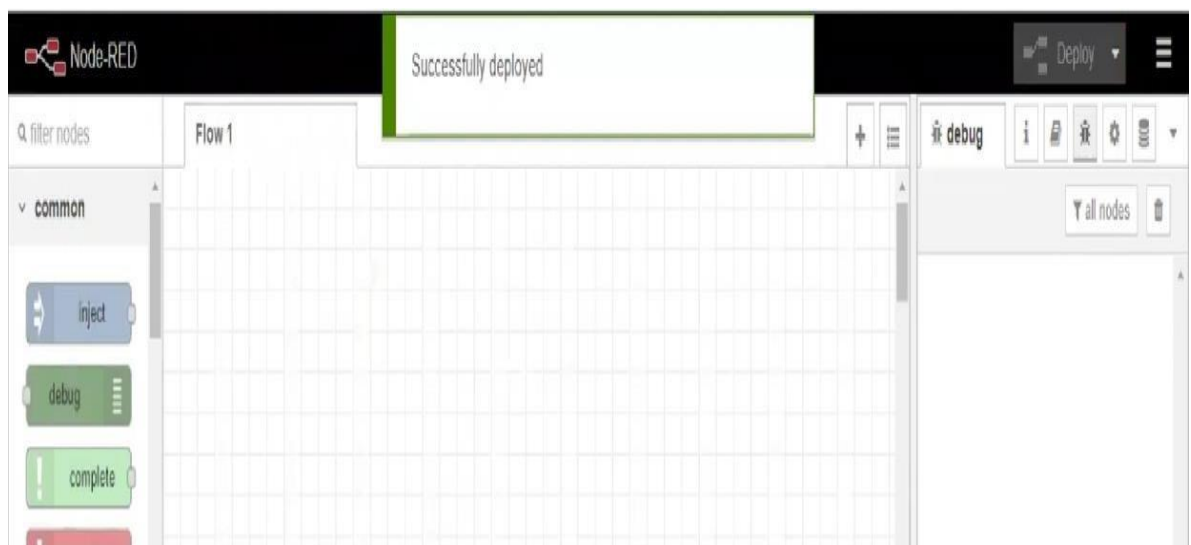 Node-RED
Successfully deployed
Deploy
filter nodes
Flow 1
debug
i
common
all nodes
inject
debug
complete